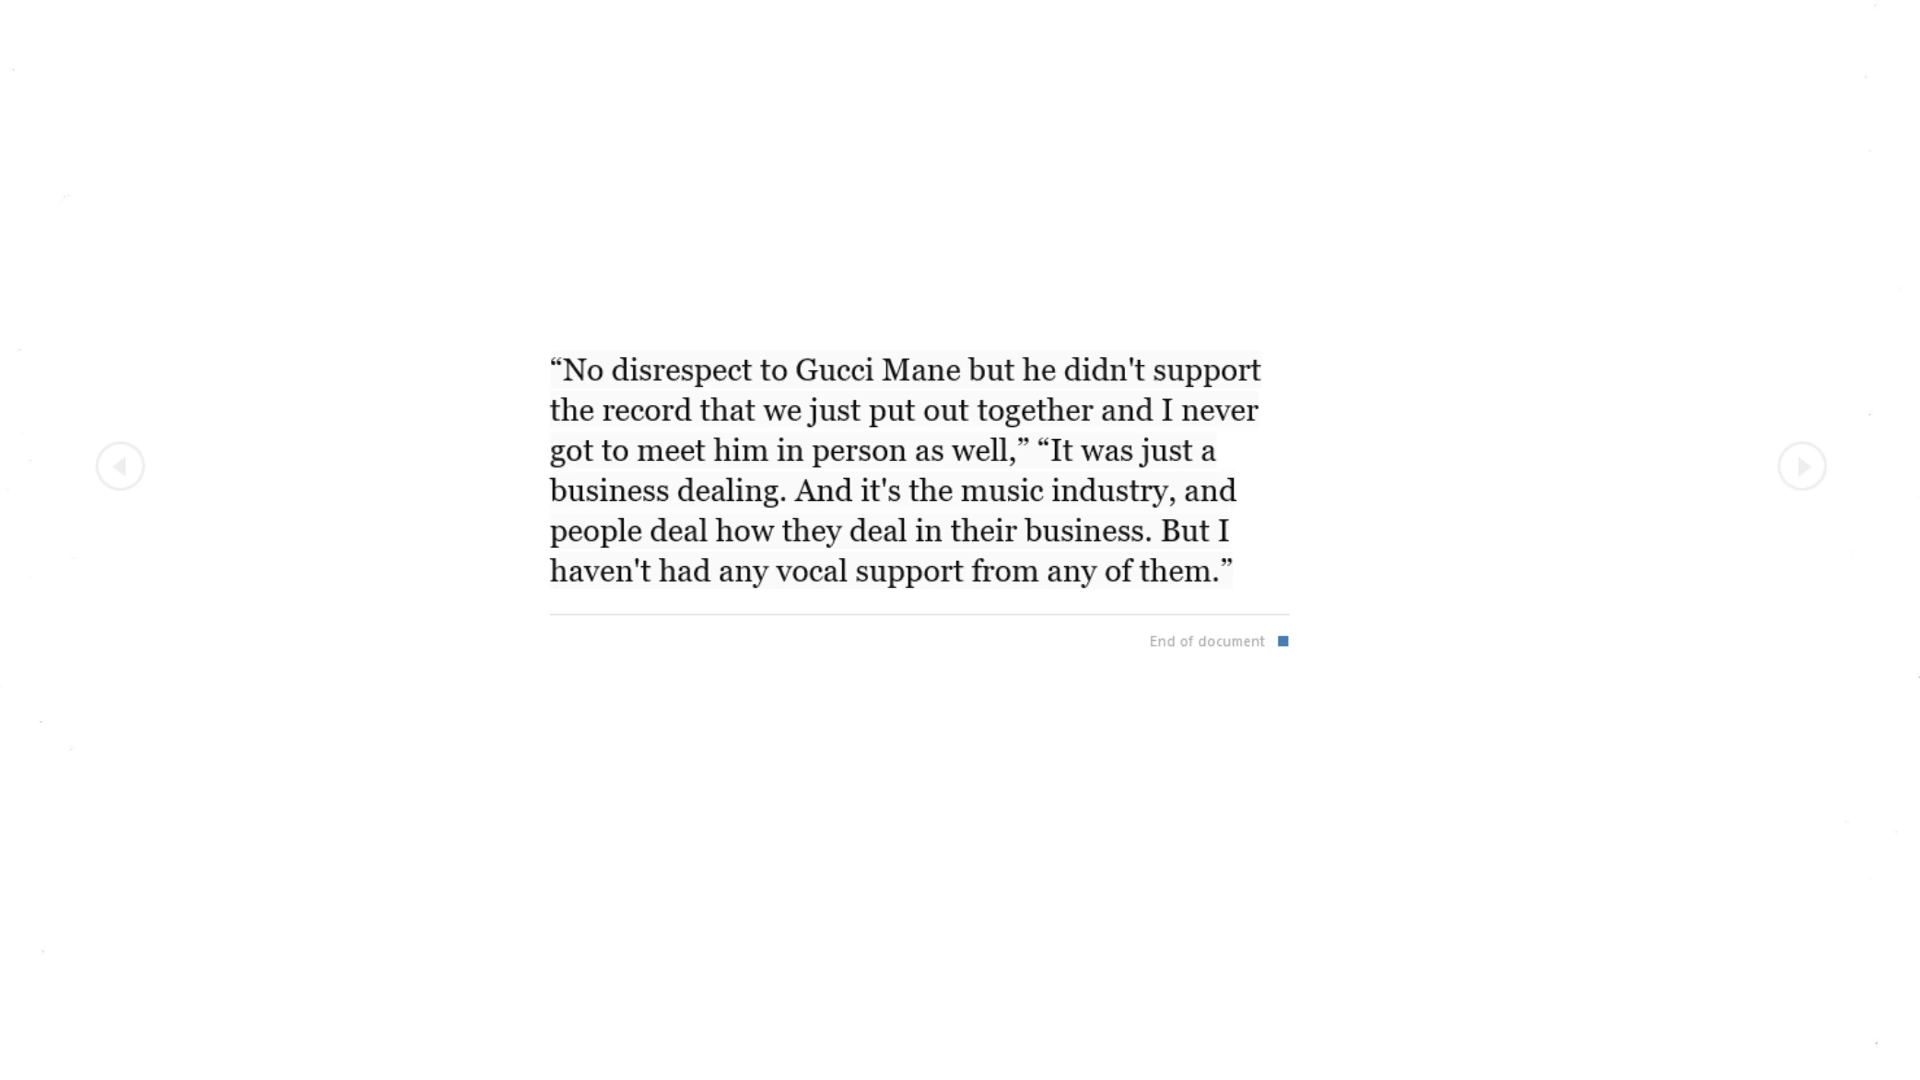 “No disrespect to Gucci Mane but he didn't support
the record that we just put out together and I never
got to meet him in person as well,” “It was just a
business dealing. And it's the music industry, and
people deal how they deal in their business. But I
haven't had any vocal support from any of them.”
End of document